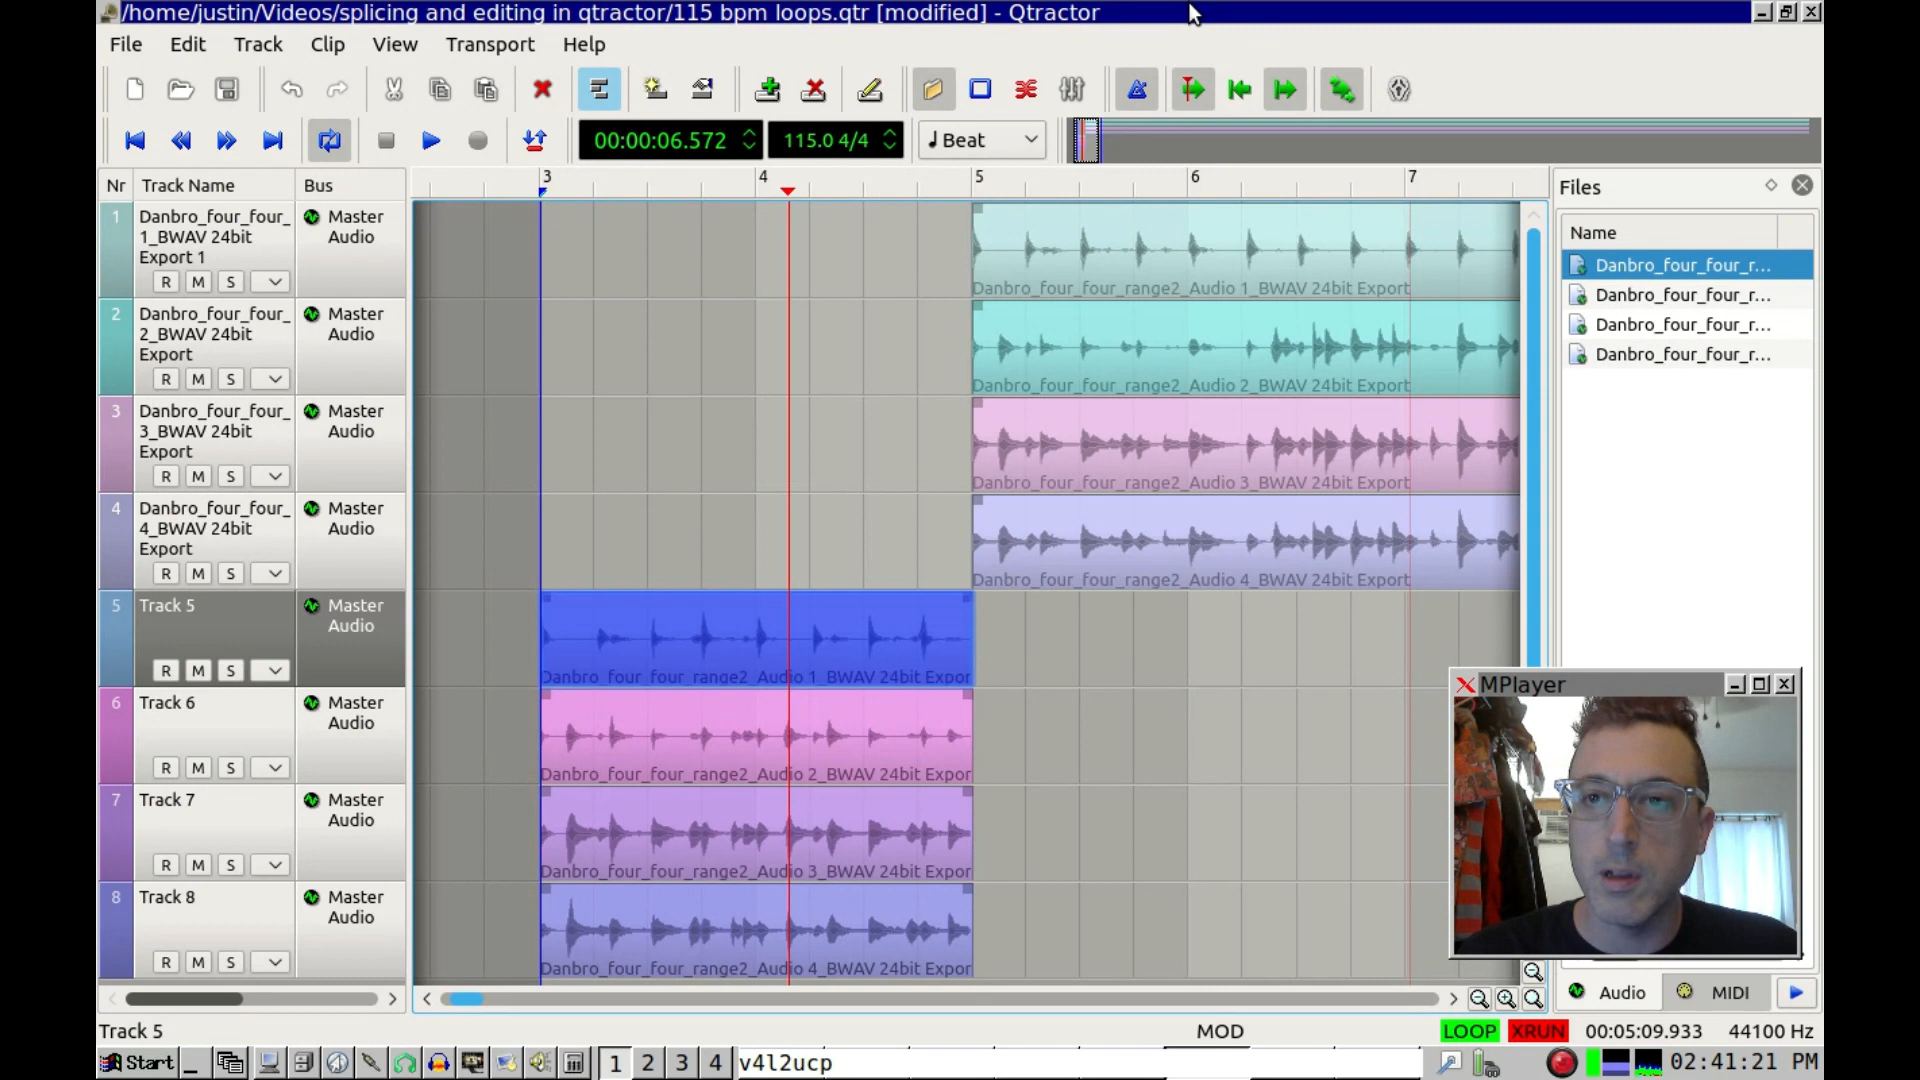 /home/justin/Videos/splicing and editing in qtractor/115 bpm loops.qtr [modified] - Qtractor
File Edit Track Clip View Transport Help
00:00:06.572 115.0 4/4 Beat
Nr Track Name Bus
3 4 5 6 7
Files
Name
Danbro_four_four_r...
Danbro_four_four_r...
Danbro_four_four_r...
Danbro_four_four_r...
1 Danbro_four_four_ Master
1_BWAV 24bit Audio
Export 1
R M S
Danbro_four_four_range2_Audio 1_BWAV 24bit Export
2 Danbro_four_four_ Master
2_BWAV 24bit Audio
Export
R M S
Danbro_four_four_range2_Audio 2_BWAV 24bit Export
3 Danbro_four_four_ Master
3_BWAV 24bit Audio
Export
R M S
Danbro_four_four_range2_Audio 3_BWAV 24bit Export
4 Danbro_four_four_ Master
4_BWAV 24bit Audio
Export
R M S
Danbro_four_four_range2_Audio 4_BWAV 24bit Export
5 Track 5 Master
Audio
R M S
Danbro_four_four_range2_Audio 1_BWAV 24bit Expor
6 Track 6 Master
Audio
R M S
Danbro_four_four_range2_Audio 2_BWAV 24bit Expor
7 Track 7 Master
Audio
R M S
Danbro_four_four_range2_Audio 3_BWAV 24bit Expor
8 Track 8 Master
Audio
R M S
Danbro_four_four_range2_Audio 4_BWAV 24bit Expor
MPlayer
Audio MIDI
Track 5 MOD LOOP XRUN 00:05:09.933 44100 Hz
Start 1 2 3 4 v4l2ucp 02:41:21 PM